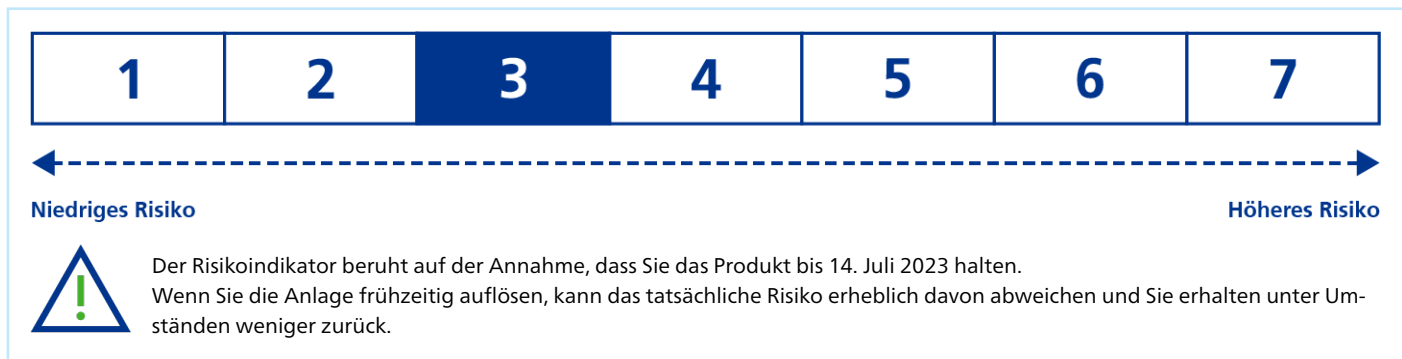 1 2 3 4 5 6 7
Niedriges Risiko Höheres Risiko
Der Risikoindikator beruht auf der Annahme, dass Sie das Produkt bis 14. Juli 2023 halten.
Wenn Sie die Anlage frühzeitig auflösen, kann das tatsächliche Risiko erheblich davon abweichen und Sie erhalten unter Um-
ständen weniger zurück.